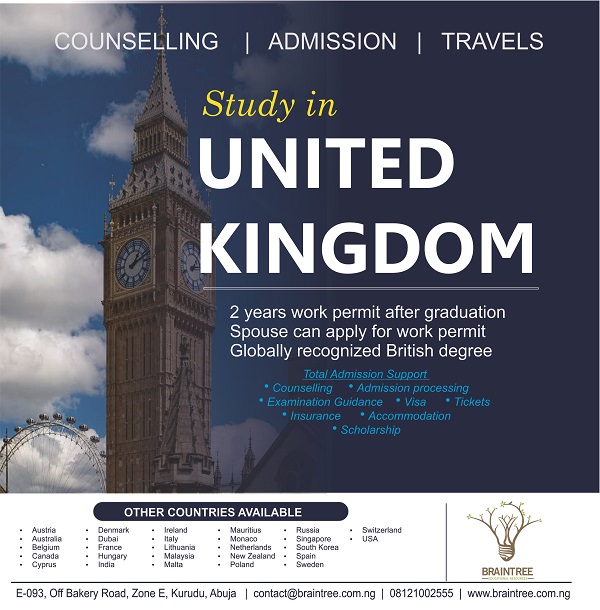 COUNSELLING | ADMISSION | TRAVELS
Study in
UNITED
KINGDOM
2 years work permit after graduation
Spouse can apply for work permit
Globally recognized British degree
Total Admission Support
• Counselling • Admission processing
• Examination Guidance • Visa • Tickets
• Insurance • Accommodation
• Scholarship
OTHER COUNTRIES AVAILABLE
• Austria • Denmark • Ireland • Mauritius • Russia • Switzerland
• Australia • Dubai • Italy • Monaco • Singapore • USA
• Belgium • France • Lithuania • Netherlands • South Korea
• Canada • Hungary • Malaysia • New Zealand • Spain
• Cyprus • India • Malta • Poland • Sweden
BRAINTREE
EDUCATIONAL RESOURCES
E-093, Off Bakery Road, Zone E, Kurudu, Abuja | contact@braintree.com.ng | 08121002555 | www.braintree.com.ng